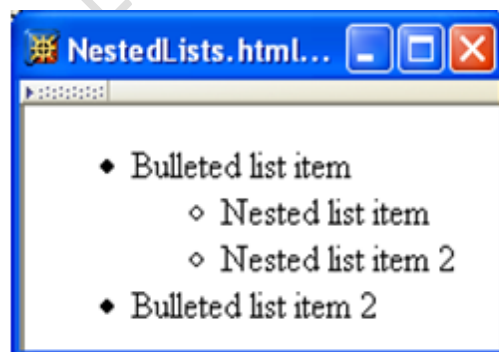 NestedLists.html...
Bulleted list item
Nested list item
Nested list item 2
Bulleted list item 2